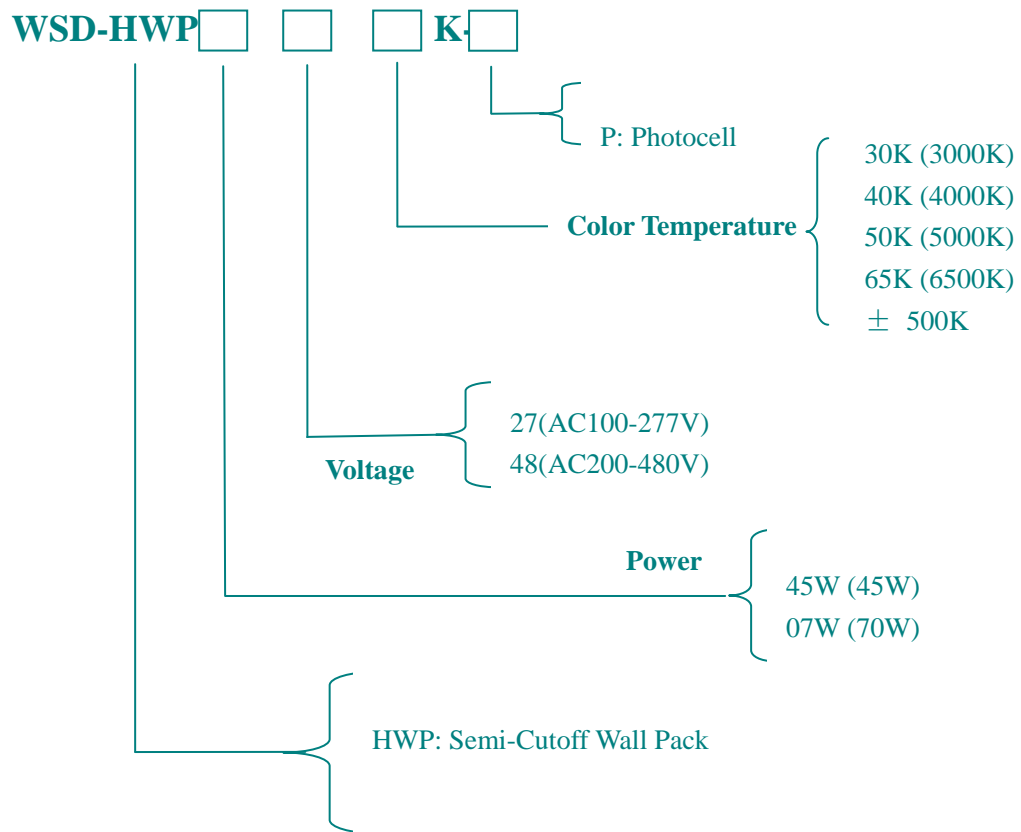 WSD-HWP K-
P: Photocell
Color Temperature
30K (3000K)
40K (4000K)
50K (5000K)
65K (6500K)
± 500K
Voltage
27(AC100-277V)
48(AC200-480V)
Power
45W (45W)
07W (70W)
HWP: Semi-Cutoff Wall Pack